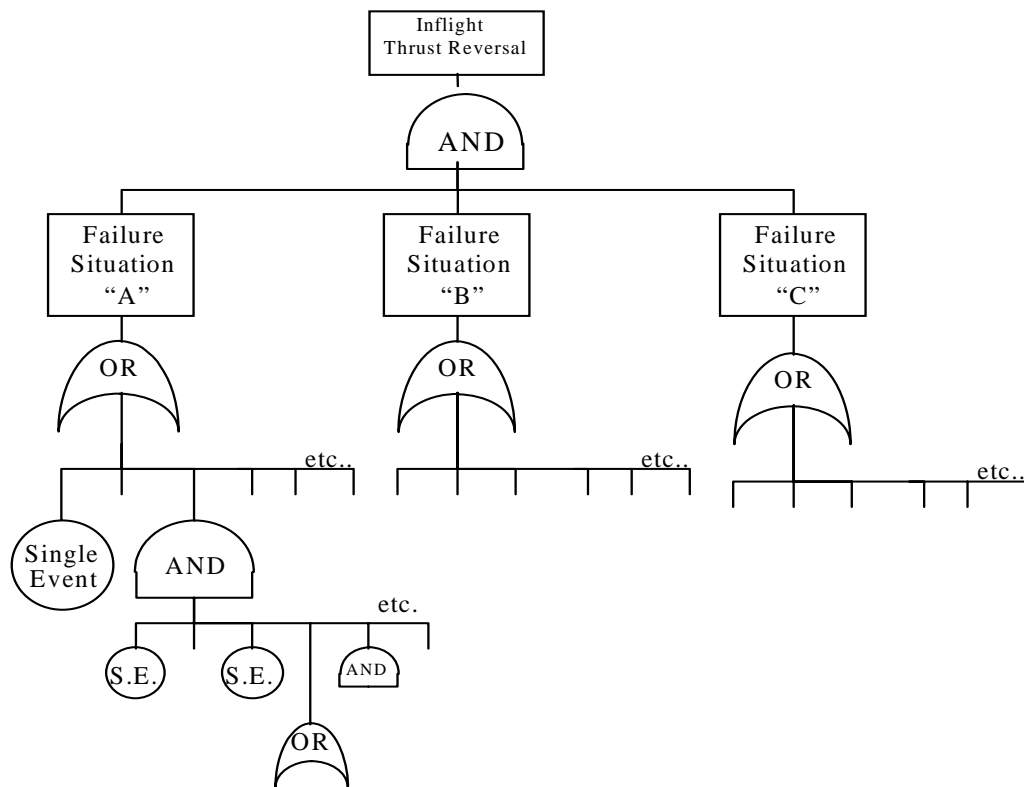 Inflight
Thrust Reversal
AND
Failure
Situation
“A”
Failure
Situation
“B”
Failure
Situation
“C”
OR
OR
OR
etc..
etc..
etc..
Single
Event
AND
etc.
S.E.
S.E.
AND
OR